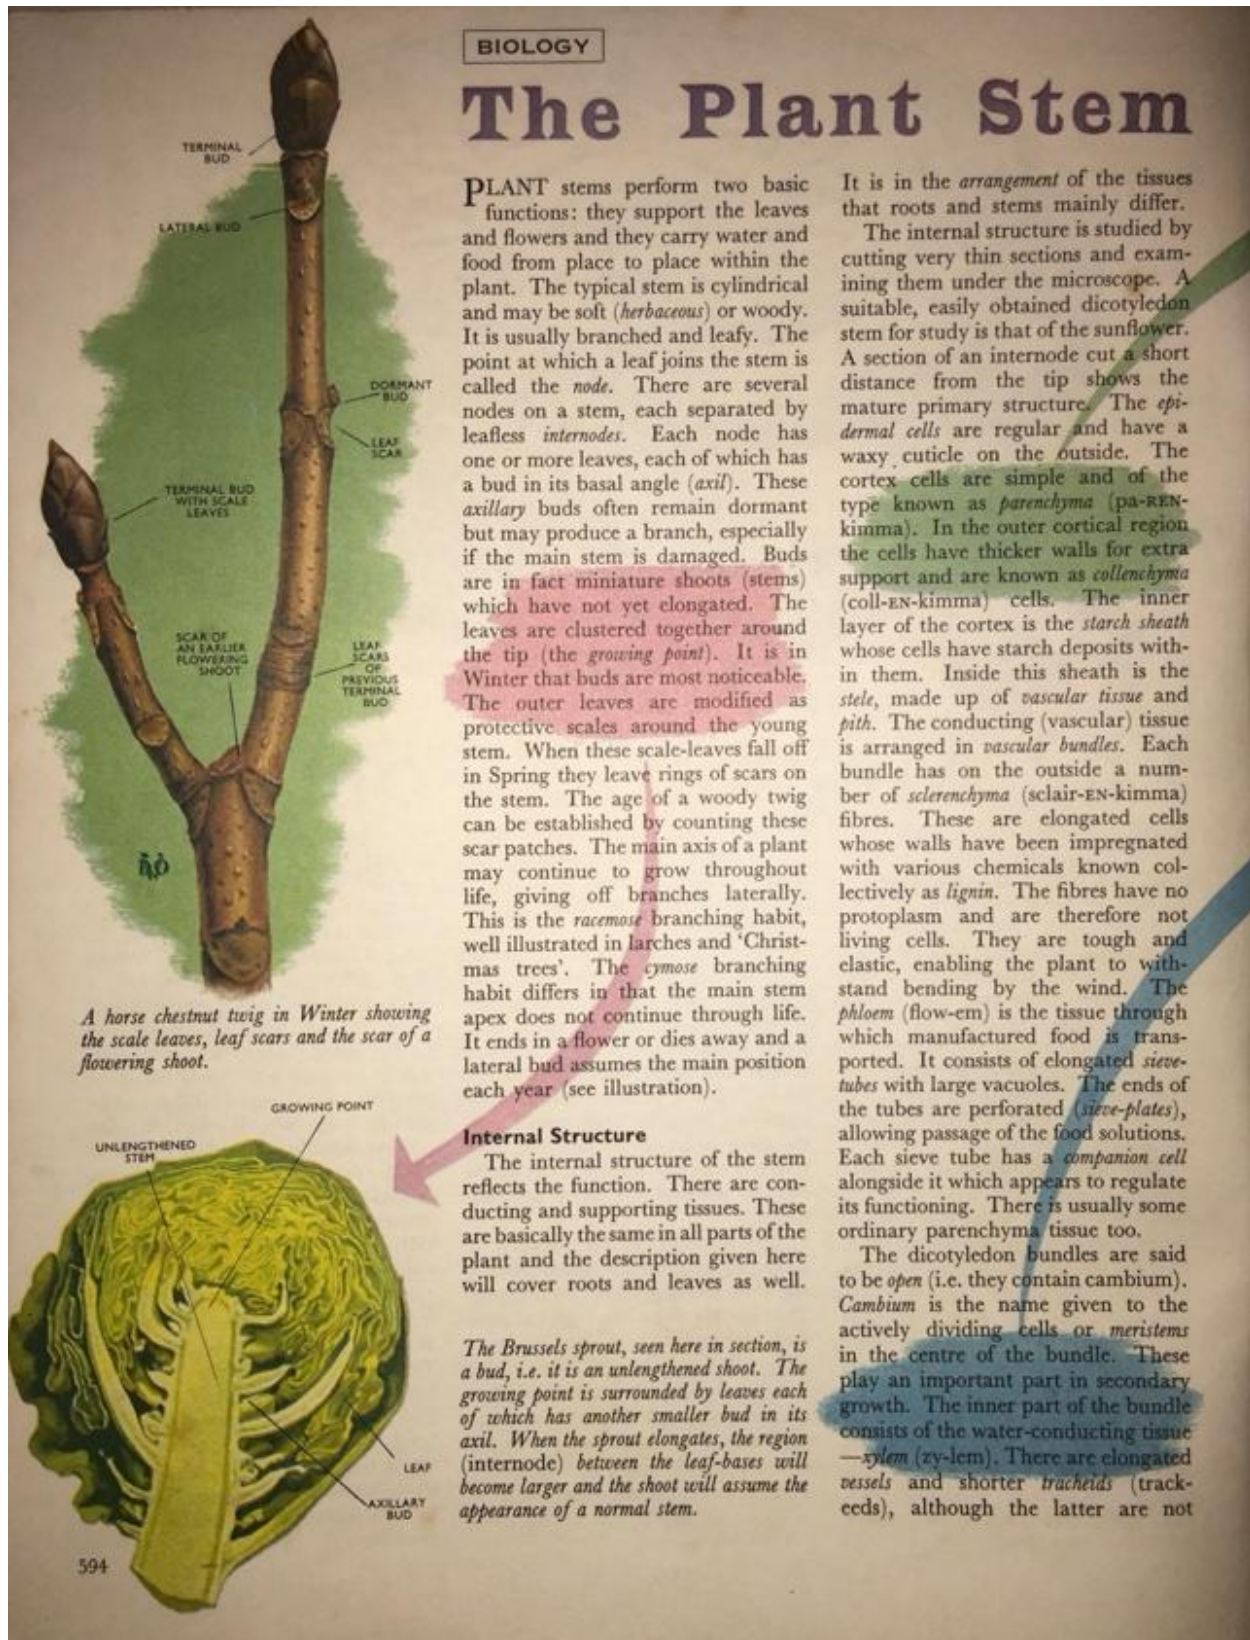 BIOLOGY
The Plant Stem
TERMINAL
BUD
LATERAL BUD
DORMANT
BUD
LEAF
SCAR
TERMINAL BUD
WITH SCALE
LEAVES
SCAR OF
AN EARLIER
FLOWERING
SHOOT
LEAF
SCARS
OF
PREVIOUS
TERMINAL
BUD
A horse chestnut twig in Winter showing
the scale leaves, leaf scars and the scar of a
flowering shoot.
GROWING POINT
UNLENGTHENED
STEM
LEAF
AXILLARY
BUD
594
PLANT stems perform two basic
functions: they support the leaves
and flowers and they carry water and
food from place to place within the
plant. The typical stem is cylindrical
and may be soft (herbaceous) or woody.
It is usually branched and leafy. The
point at which a leaf joins the stem is
called the node. There are several
nodes on a stem, each separated by
leafless internodes. Each node has
one or more leaves, each of which has
a bud in its basal angle (axil). These
axillary buds often remain dormant
but may produce a branch, especially
if the main stem is damaged. Buds
are in fact miniature shoots (stems)
which have not yet elongated. The
leaves are clustered together around
the tip (the growing point). It is in
Winter that buds are most noticeable.
The outer leaves are modified as
protective scales around the young
stem. When these scale-leaves fall off
in Spring they leave rings of scars on
the stem. The age of a woody twig
can be established by counting these
scar patches. The main axis of a plant
may continue to grow throughout
life, giving off branches laterally.
This is the racemose branching habit,
well illustrated in larches and ‘Christ-
mas trees’. The cymose branching
habit differs in that the main stem
apex does not continue through life.
It ends in a flower or dies away and a
lateral bud assumes the main position
each year (see illustration).
Internal Structure
The internal structure of the stem
reflects the function. There are con-
ducting and supporting tissues. These
are basically the same in all parts of the
plant and the description given here
will cover roots and leaves as well.
The Brussels sprout, seen here in section, is
a bud, i.e. it is an unlengthened shoot. The
growing point is surrounded by leaves each
of which has another smaller bud in its
axil. When the sprout elongates, the region
(internode) between the leaf-bases will
become larger and the shoot will assume the
appearance of a normal stem.
It is in the arrangement of the tissues
that roots and stems mainly differ.
The internal structure is studied by
cutting very thin sections and exam-
ining them under the microscope. A
suitable, easily obtained dicotyledon
stem for study is that of the sunflower.
A section of an internode cut a short
distance from the tip shows the
mature primary structure. The epi-
dermal cells are regular and have a
waxy cuticle on the outside. The
cortex cells are simple and of the
type known as parenchyma (pa-REN-
kimma). In the outer cortical region
the cells have thicker walls for extra
support and are known as collenchyma
(coll-EN-kimma) cells. The inner
layer of the cortex is the starch sheath
whose cells have starch deposits with-
in them. Inside this sheath is the
stele, made up of vascular tissue and
pith. The conducting (vascular) tissue
is arranged in vascular bundles. Each
bundle has on the outside a num-
ber of sclerenchyma (sclair-EN-kimma)
fibres. These are elongated cells
whose walls have been impregnated
with various chemicals known col-
lectively as lignin. The fibres have no
protoplasm and are therefore not
living cells. They are tough and
elastic, enabling the plant to with-
stand bending by the wind. The
phloem (flow-em) is the tissue through
which manufactured food is trans-
ported. It consists of elongated sieve-
tubes with large vacuoles. The ends of
the tubes are perforated (sieve-plates),
allowing passage of the food solutions.
Each sieve tube has a companion cell
alongside it which appears to regulate
its functioning. There is usually some
ordinary parenchyma tissue too.
The dicotyledon bundles are said
to be open (i.e. they contain cambium).
Cambium is the name given to the
actively dividing cells or meristems
in the centre of the bundle. These
play an important part in secondary
growth. The inner part of the bundle
consists of the water-conducting tissue
—xylem (zy-lem). There are elongated
vessels and shorter tracheids (track-
eeds), although the latter are not